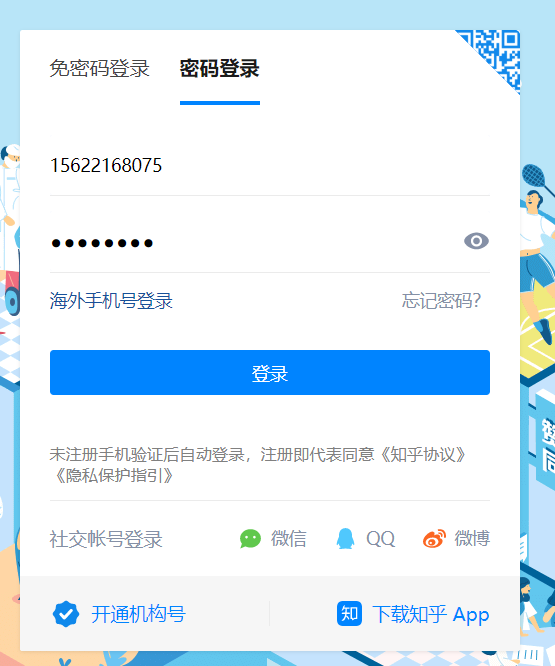 免密码登录 密码登录
15622168075
••••••••
海外手机号登录 忘记密码?
登录
未注册手机验证后自动登录，注册即代表同意《知乎协议》
《隐私保护指引》
社交帐号登录 微信 QQ 微博
开通机构号 知 下载知乎 App